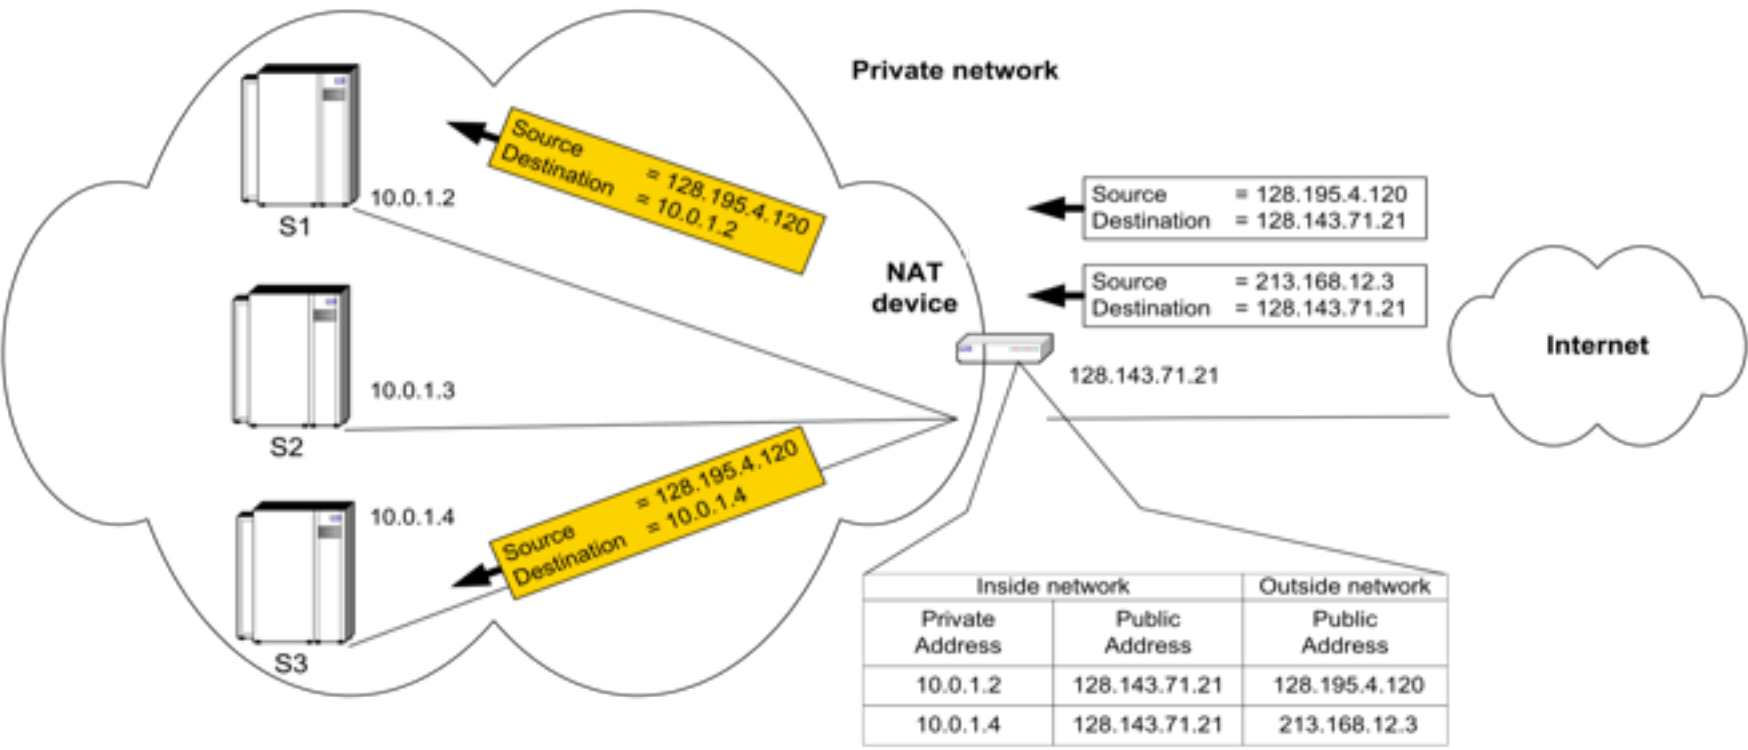 Private network
Source = 128.195.4.120
Destination = 10.0.1.2
10.0.1.2
S1
Source = 128.195.4.120
Destination = 128.143.71.21
NAT
device
Source = 213.168.12.3
Destination = 128.143.71.21
Internet
128.143.71.21
10.0.1.3
S2
Source = 128.195.4.120
Destination = 10.0.1.4
10.0.1.4
S3
Inside network Outside network
Private Address Public Address Public Address
10.0.1.2 128.143.71.21 128.195.4.120
10.0.1.4 128.143.71.21 213.168.12.3